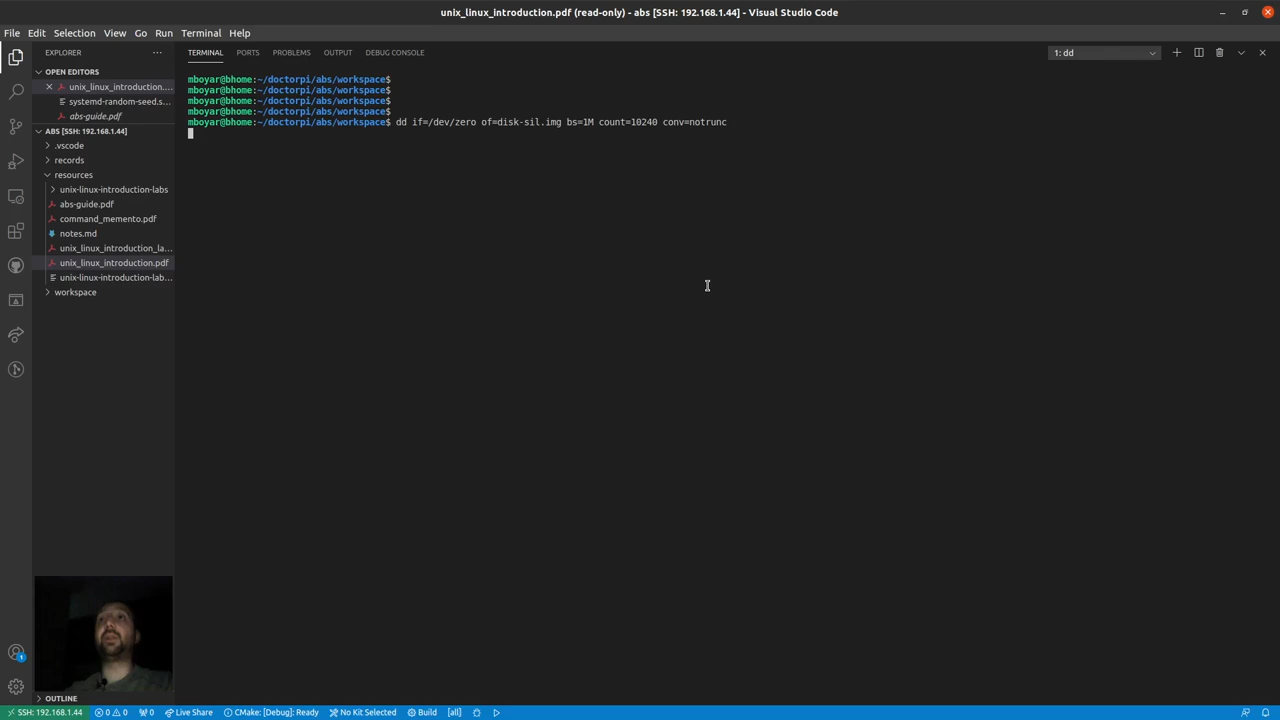 unix_linux_introduction.pdf (read-only) - abs [SSH: 192.168.1.44] - Visual Studio Code
File Edit Selection View Go Run Terminal Help
EXPLORER ...
TERMINAL PORTS PROBLEMS OUTPUT DEBUG CONSOLE
1: dd
OPEN EDITORS
unix_linux_introduction....
systemd-random-seed.s...
abs-guide.pdf
ABS [SSH: 192.168.1.44]
.vscode
records
resources
unix-linux-introduction-labs
abs-guide.pdf
command_memento.pdf
notes.md
unix_linux_introduction_la...
unix_linux_introduction.pdf
unix-linux-introduction-lab...
workspace
mboyar@bhome:~/doctorpi/abs/workspace$
mboyar@bhome:~/doctorpi/abs/workspace$
mboyar@bhome:~/doctorpi/abs/workspace$
mboyar@bhome:~/doctorpi/abs/workspace$
mboyar@bhome:~/doctorpi/abs/workspace$ dd if=/dev/zero of=disk-sil.img bs=1M count=10240 conv=notrunc
OUTLINE
1
SSH: 192.168.1.44 0 0 0 Live Share CMake: [Debug]: Ready No Kit Selected Build [all]